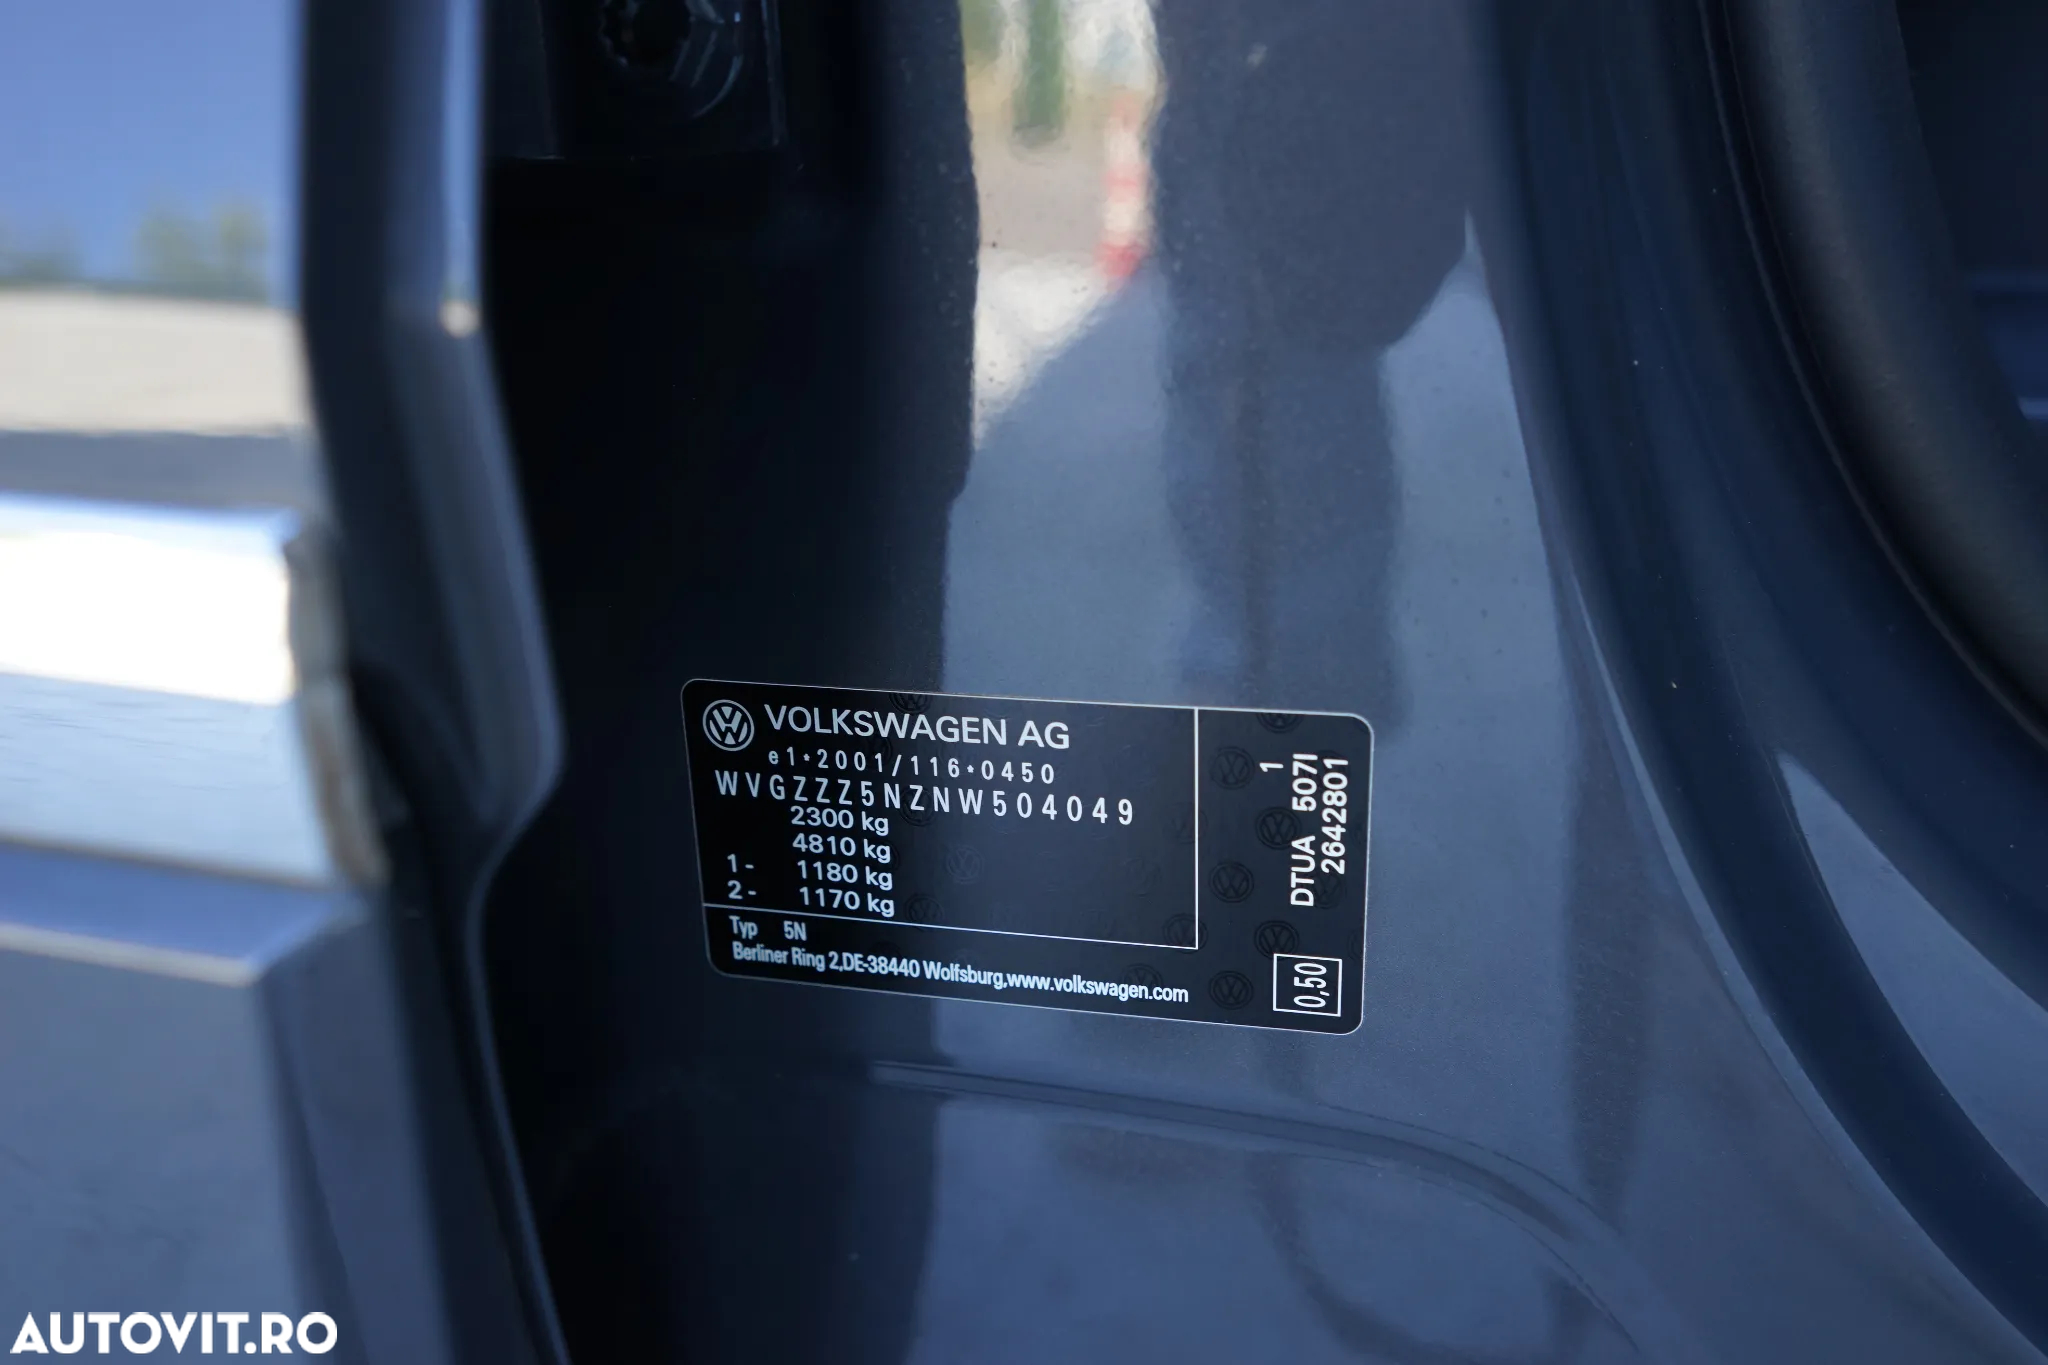 VOLKSWAGEN AG
e1*2001/116*0450
WVGZZZ5NZNW504049
2300 kg
4810 kg
1- 1180 kg
2- 1170 kg
Typ 5N
Berliner Ring 2,DE-38440 Wolfsburg,www.volkswagen.com
1
DTUA 507I
2642801
0,50
AUTOVIT.RO